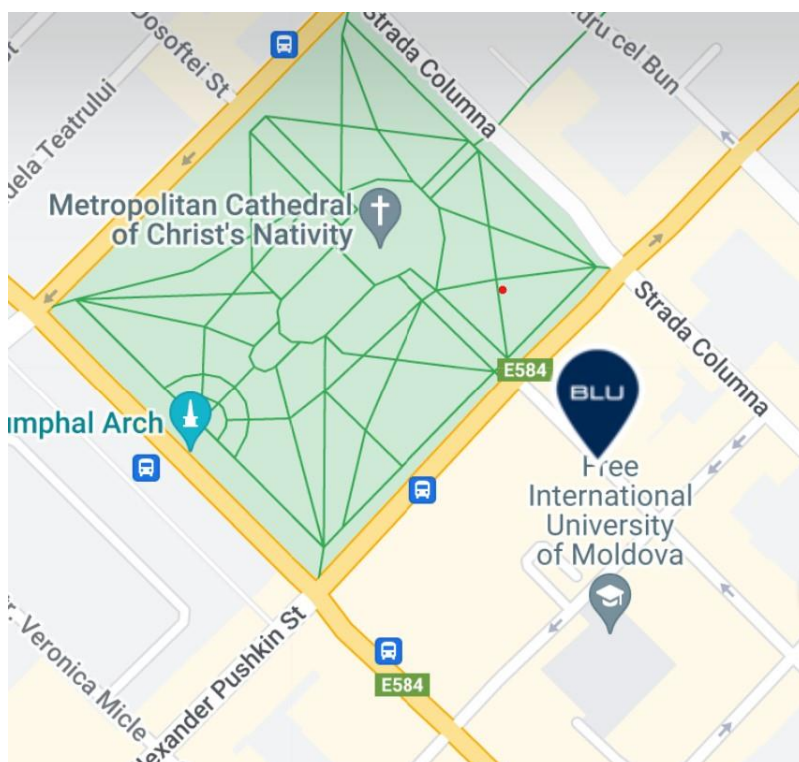 Dosoftei St
Strada Columna
dru cel Bun
uela Teatrului
Metropolitan Cathedral
of Christ's Nativity
Strada Columna
E584
BLU
umphal Arch
Free
International
University
of Moldova
r. Veronica Micle
lexander Pushkin St
E584